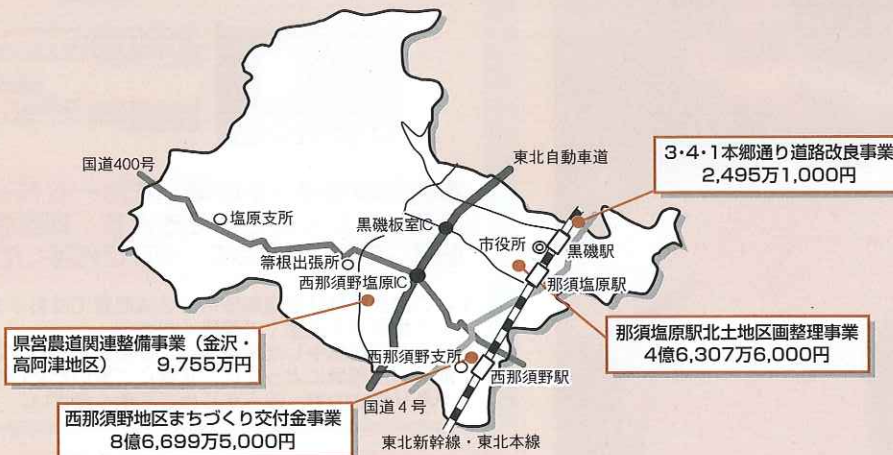 国道400号
東北自動車道
3・4・1本郷通り道路改良事業
2,495万1,000円
塩原支所
黒磯板室IC
市役所
黒磯駅
箒根出張所
西那須野塩原IC
那須塩原駅
県営農道関連整備事業（金沢・
高阿津地区） 9,755万円
那須塩原駅北土地区画整理事業
4億6,307万6,000円
西那須野支所
西那須野駅
国道4号
西那須野地区まちづくり交付金事業
8億6,699万5,000円
東北新幹線・東北本線